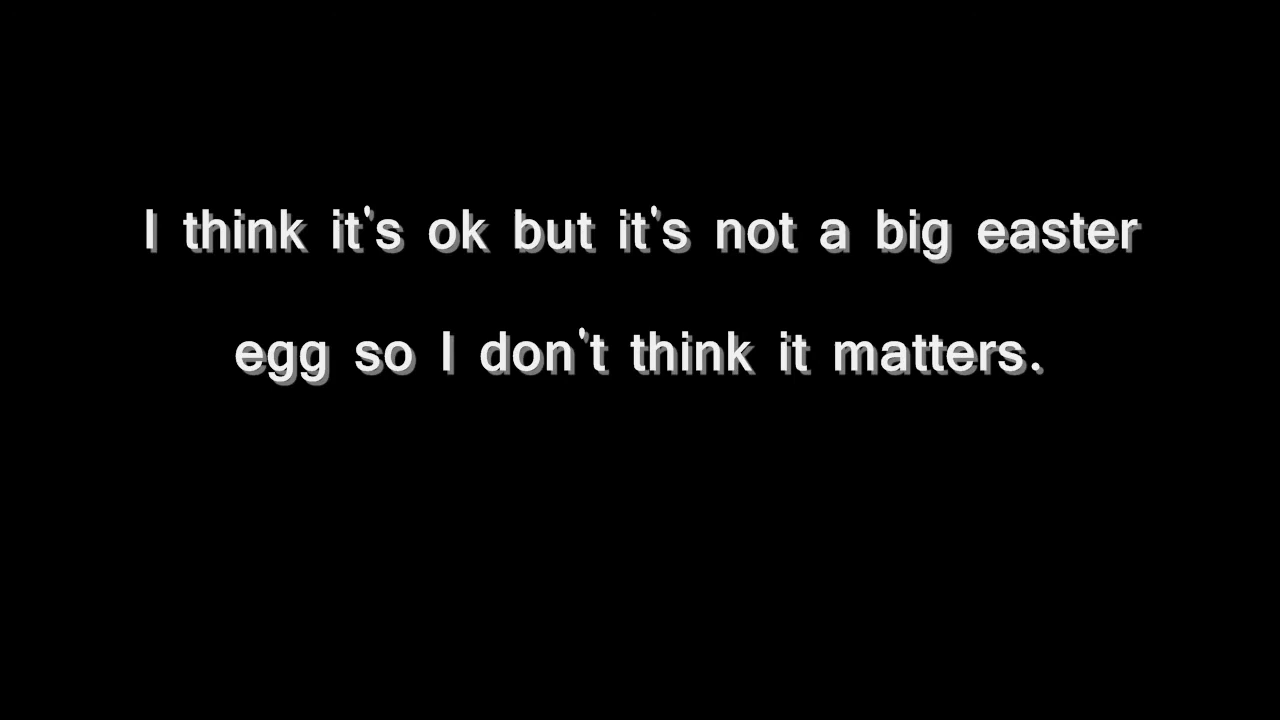 I think it's ok but it's not a big easter
egg so I don't think it matters.